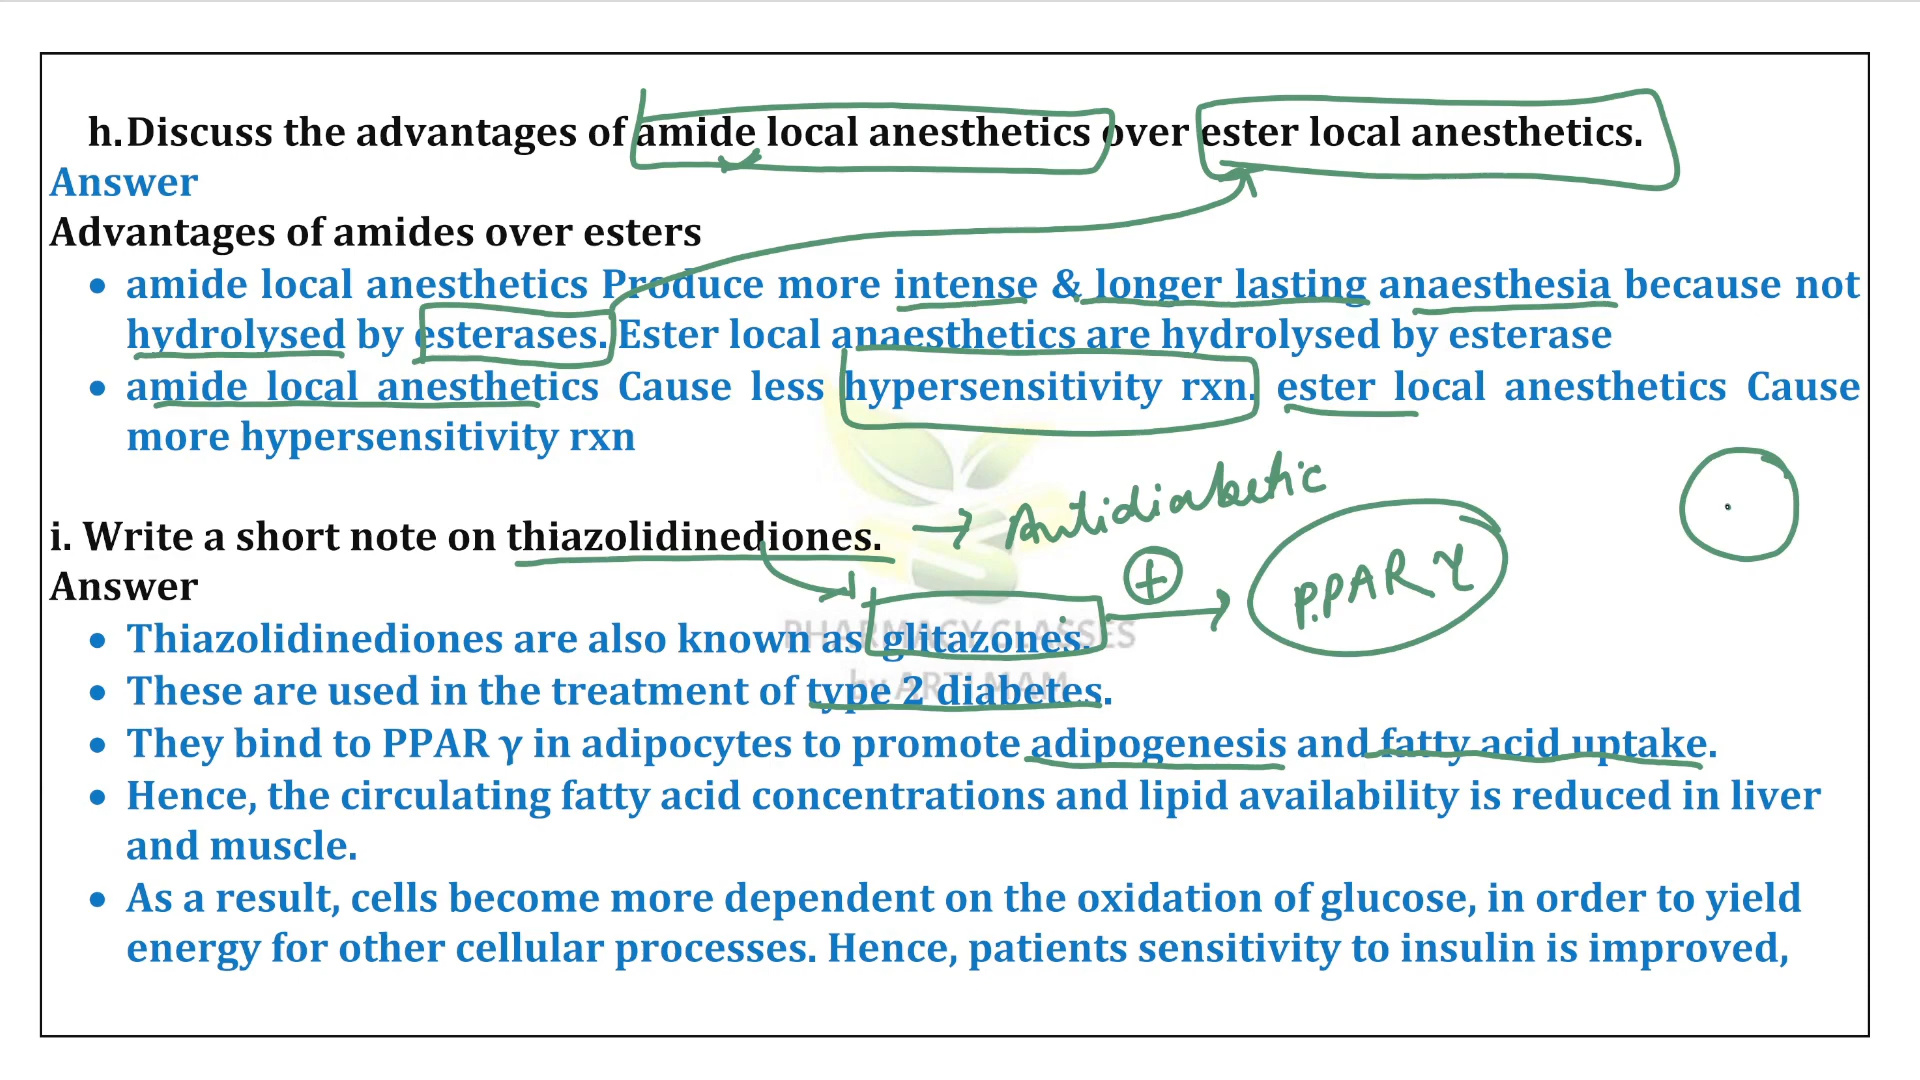 h. Discuss the advantages of amide local anesthetics over ester local anesthetics.
Answer
Advantages of amides over esters
• amide local anesthetics Produce more intense & longer lasting anaesthesia because not
hydrolysed by esterases. Ester local anaesthetics are hydrolysed by esterase
• amide local anesthetics Cause less hypersensitivity rxn. ester local anesthetics Cause
more hypersensitivity rxn
i. Write a short note on thiazolidinediones. → Antidiabetic
Answer
+ → P.PAR γ
• Thiazolidinediones are also known as glitazones.
PHARMACY CLASSES
by ARTI MAM
• These are used in the treatment of type 2 diabetes.
• They bind to PPAR γ in adipocytes to promote adipogenesis and fatty acid uptake.
• Hence, the circulating fatty acid concentrations and lipid availability is reduced in liver
and muscle.
• As a result, cells become more dependent on the oxidation of glucose, in order to yield
energy for other cellular processes. Hence, patients sensitivity to insulin is improved,